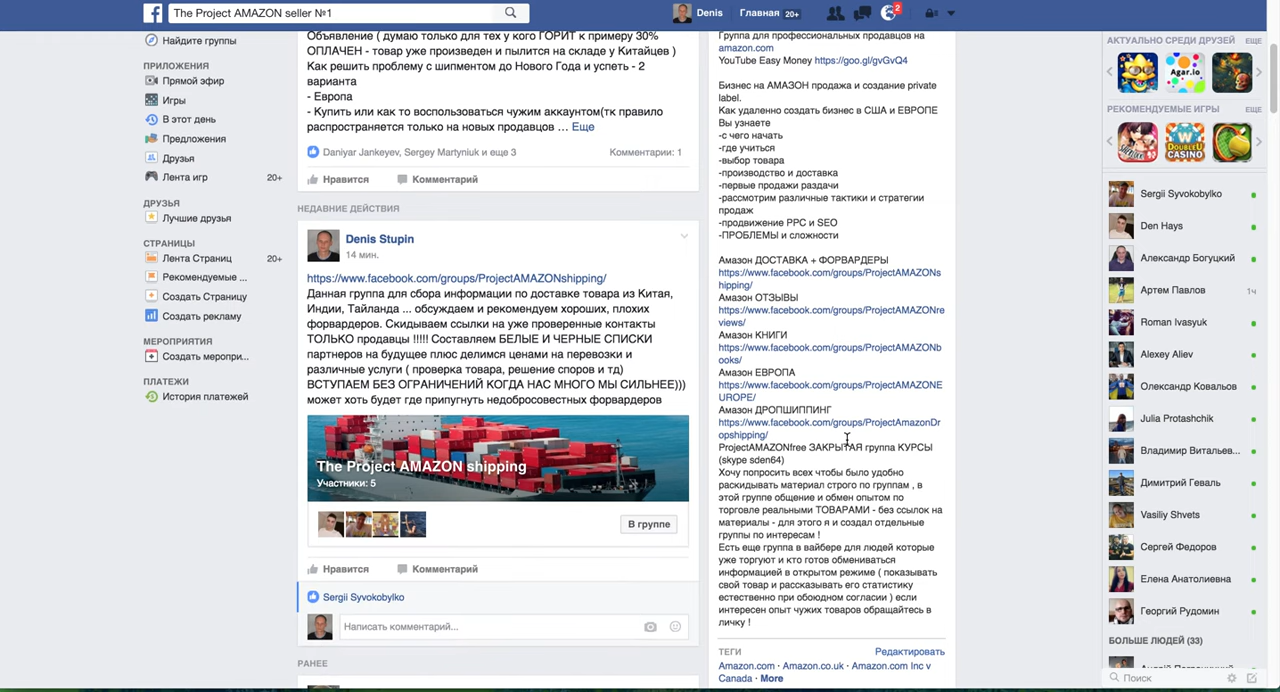 The Project AMAZON seller №1
Denis
Главная 20+
2
Найдите группы
ПРИЛОЖЕНИЯ
Прямой эфир
Игры
В этот день
Предложения
Друзья
Лента игр 20+
ДРУЗЬЯ
Лучшие друзья
СТРАНИЦЫ
Лента Страниц 20+
Рекомендуемые ...
Создать Страницу
Создать рекламу
МЕРОПРИЯТИЯ
Создать меропри...
ПЛАТЕЖИ
История платежей
Объявление ( думаю только для тех у кого ГОРИТ к примеру 30%
ОПЛАЧЕН - товар уже произведен и пылится на складе у Китайцев )
Как решить проблему с шипментом до Нового Года и успеть - 2
варианта
- Европа
- Купить или как то воспользоваться чужим аккаунтом(тк правило
распространяется только на новых продавцов ... Еще
Daniyar Jankeyev, Sergey Martyniuk и еще 3
Комментарии: 1
Нравится Комментарий
НЕДАВНИЕ ДЕЙСТВИЯ
Denis Stupin
14 мин.
https://www.facebook.com/groups/ProjectAMAZONshipping/
Данная группа для сбора информации по доставке товара из Китая,
Индии, Тайланда ... обсуждаем и рекомендуем хороших, плохих
форвардеров. Скидываем ссылки на уже проверенные контакты
ТОЛЬКО продавцы !!!!! Составляем БЕЛЫЕ И ЧЕРНЫЕ СПИСКИ
партнеров на будущее плюс делимся ценами на перевозки и
различные услуги ( проверка товара, решение споров и тд)
ВСТУПАЕМ БЕЗ ОГРАНИЧЕНИЙ КОГДА НАС МНОГО МЫ СИЛЬНЕЕ)))
может хоть будет где припугнуть недобросовестных форвардеров
The Project AMAZON shipping
Участники: 5
В группе
Нравится Комментарий
Sergii Syvokobylko
Написать комментарий...
РАНЕЕ
Группа для профессиональных продавцов на
amazon.com
YouTube Easy Money https://goo.gl/gvGvQ4
Бизнес на АМАЗОН продажа и создание private
label.
Как удаленно создать бизнес в США и ЕВРОПЕ
Вы узнаете
-с чего начать
-где учиться
-выбор товара
-производство и доставка
-первые продажи раздачи
-рассмотрим различные тактики и стратегии
продаж
-продвижение PPC и SEO
-ПРОБЛЕМЫ и сложности
Амазон ДОСТАВКА + ФОРВАРДЕРЫ
https://www.facebook.com/groups/ProjectAMAZONs
hipping/
Амазон ОТЗЫВЫ
https://www.facebook.com/groups/ProjectAMAZONre
views/
Амазон КНИГИ
https://www.facebook.com/groups/ProjectAMAZONb
ooks/
Амазон ЕВРОПА
https://www.facebook.com/groups/ProjectAMAZONE
UROPE/
Амазон ДРОПШИППИНГ
https://www.facebook.com/groups/ProjectAmazonDr
opshipping/
ProjectAMAZONfree ЗАКРЫТАЯ группа КУРСЫ
(skype sden64)
Хочу попросить всех чтобы было удобно
раскидывать материал строго по группам , в
этой группе общение и обмен опытом по
торговле реальными ТОВАРАМИ - без ссылок на
материалы - для этого я и создал отдельные
группы по интересам !
Есть еще группа в вайбере для людей которые
уже торгуют и кто готов обмениваться
информацией в открытом режиме ( показывать
свой товар и рассказывать его статистику
естественно при обоюдном согласии ) если
интересен опыт чужих товаров обращайтесь в
личку !
ТЕГИ Редактировать
Amazon.com · Amazon.co.uk · Amazon.com Inc v
Canada · More
АКТУАЛЬНО СРЕДИ ДРУЗЕЙ ЕЩЕ
Agar.io
РЕКОМЕНДУЕМЫЕ ИГРЫ ЕЩЕ
DOUBLEU
CASINO
Sergii Syvokobylko
Den Hays
Александр Богуцкий
Артем Павлов 1ч
Roman Ivasyuk
Alexey Aliev
Олександр Ковальов
Julia Protashchik
Владимир Витальев...
Димитрий Геваль
Vasiliy Shvets
Сергей Федоров
Елена Анатолиевна
Георгий Рудомин
БОЛЬШЕ ЛЮДЕЙ (33)
Поиск